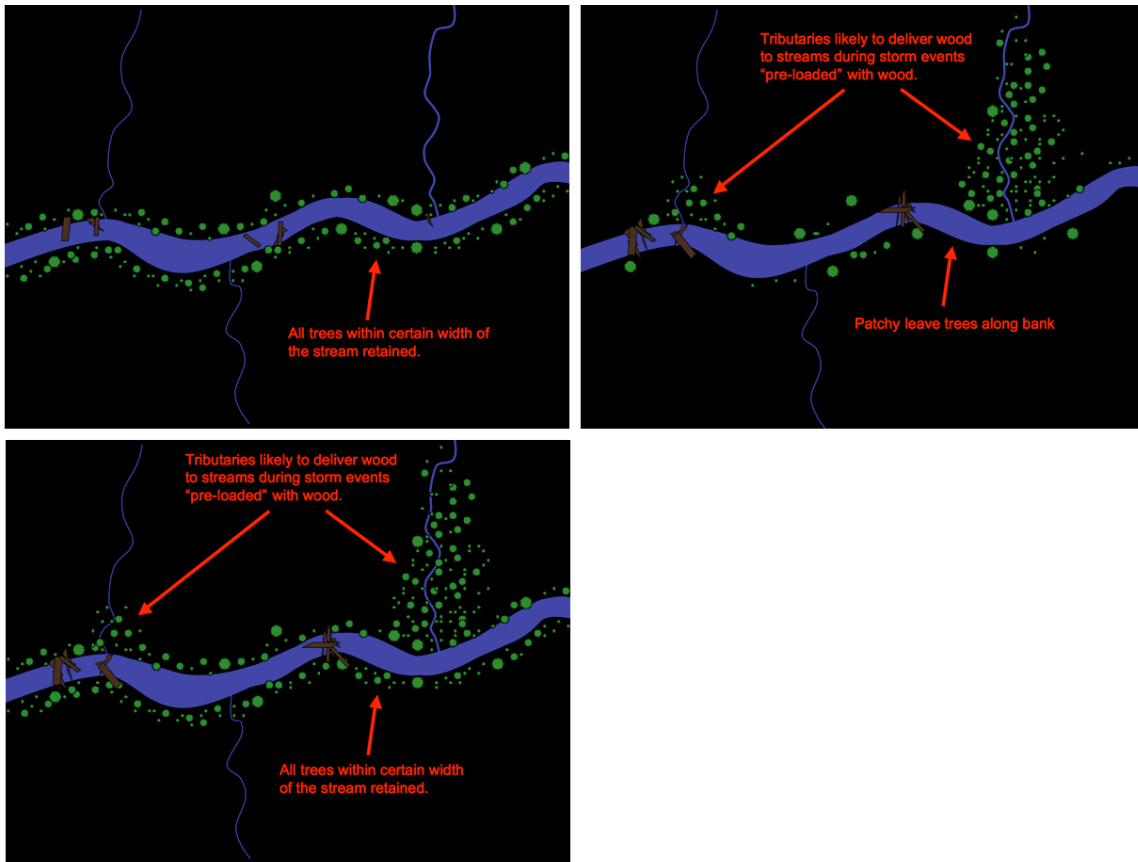 All trees within certain width of
the stream retained.
Tributaries likely to deliver wood
to streams during storm events
“pre-loaded” with wood.
Patchy leave trees along bank
Tributaries likely to deliver wood
to streams during storm events
“pre-loaded” with wood.
All trees within certain width
of the stream retained.